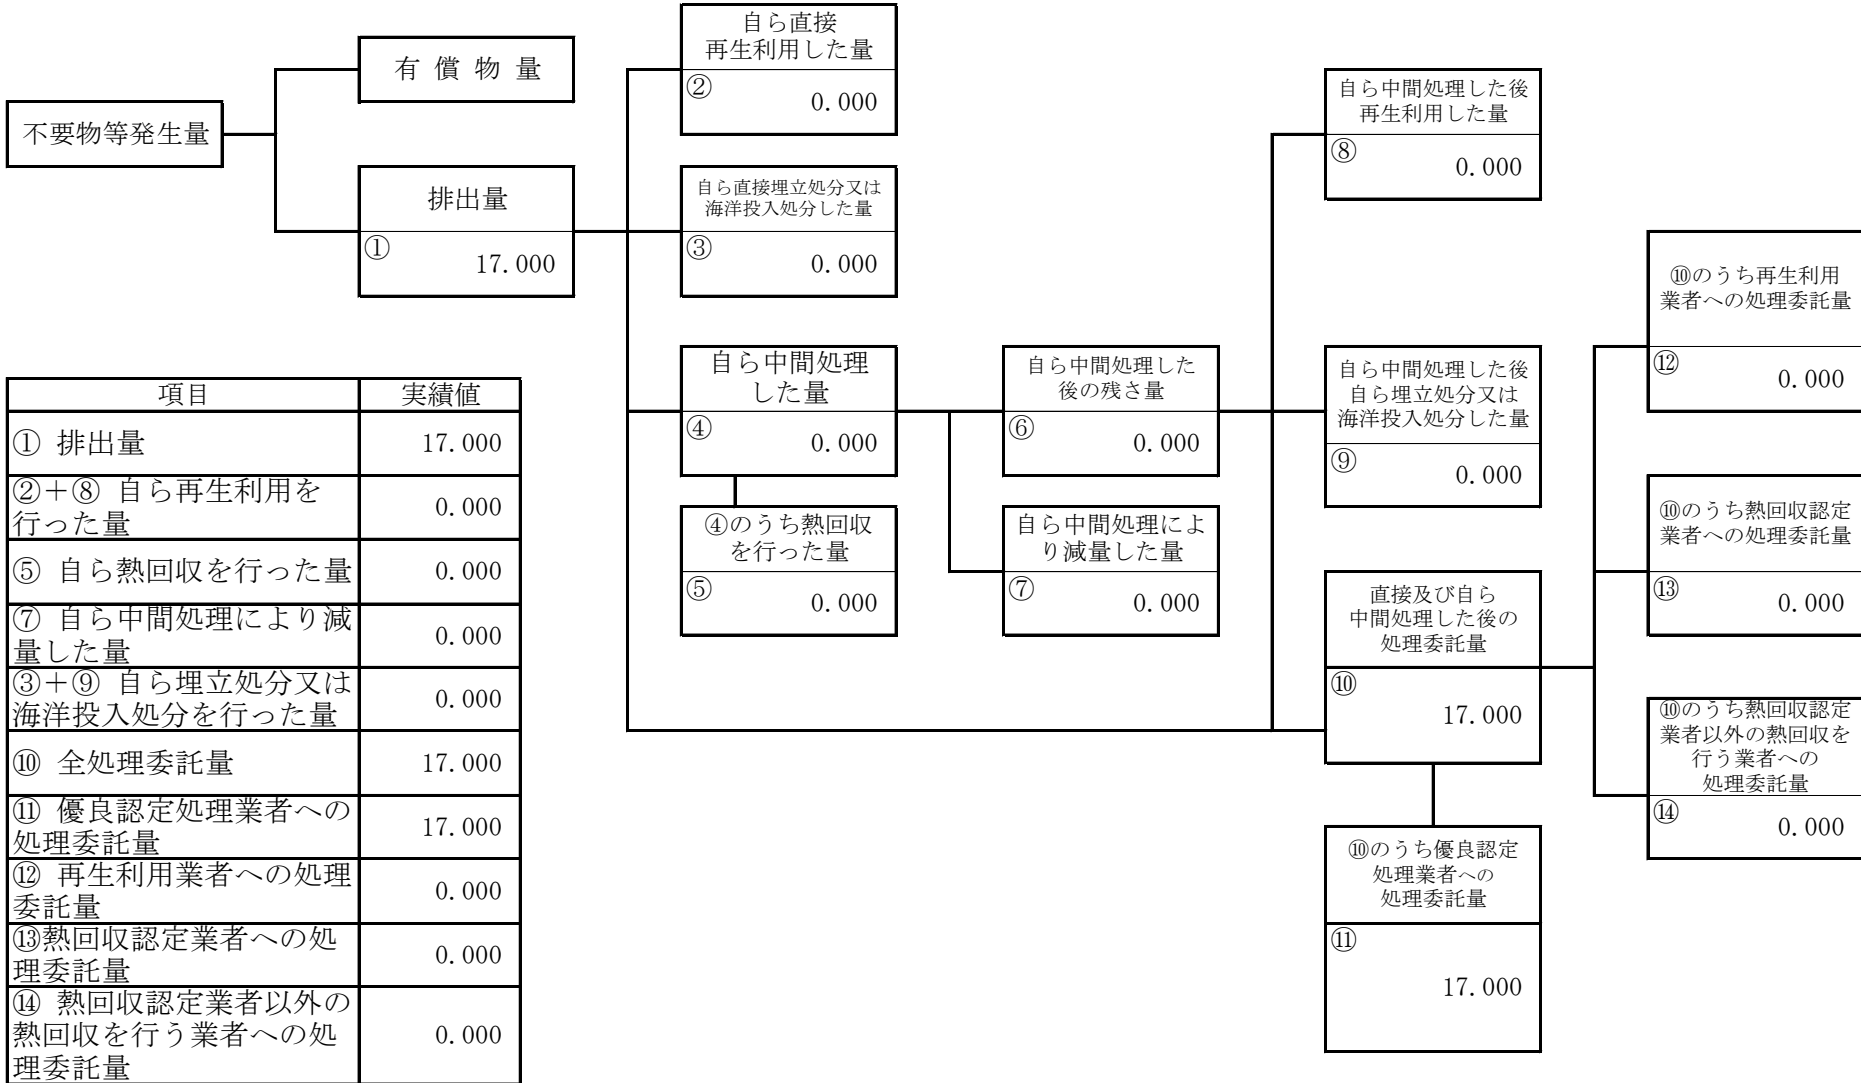 不要物等発生量
有 償 物 量
排出量
①
17.000
自ら直接
再生利用した量
②
0.000
自ら直接埋立処分又は
海洋投入処分した量
③
0.000
自ら中間処理
した量
④
0.000
④のうち熱回収
を行った量
⑤
0.000
自ら中間処理した
後の残さ量
⑥
0.000
自ら中間処理によ
り減量した量
⑦
0.000
自ら中間処理した後
再生利用した量
⑧
0.000
自ら中間処理した後
自ら埋立処分又は
海洋投入処分した量
⑨
0.000
直接及び自ら
中間処理した後の
処理委託量
⑩
17.000
⑩のうち優良認定
処理業者への
処理委託量
⑪
17.000
⑩のうち再生利用
業者への処理委託量
⑫
0.000
⑩のうち熱回収認定
業者への処理委託量
⑬
0.000
⑩のうち熱回収認定
業者以外の熱回収を
行う業者への
処理委託量
⑭
0.000
項目 実績値
① 排出量 17.000
②＋⑧ 自ら再生利用を
行った量 0.000
⑤ 自ら熱回収を行った量 0.000
⑦ 自ら中間処理により減
量した量 0.000
③＋⑨ 自ら埋立処分又は
海洋投入処分を行った量 0.000
⑩ 全処理委託量 17.000
⑪ 優良認定処理業者への
処理委託量 17.000
⑫ 再生利用業者への処理
委託量 0.000
⑬熱回収認定業者への処
理委託量 0.000
⑭ 熱回収認定業者以外の
熱回収を行う業者への処
理委託量 0.000